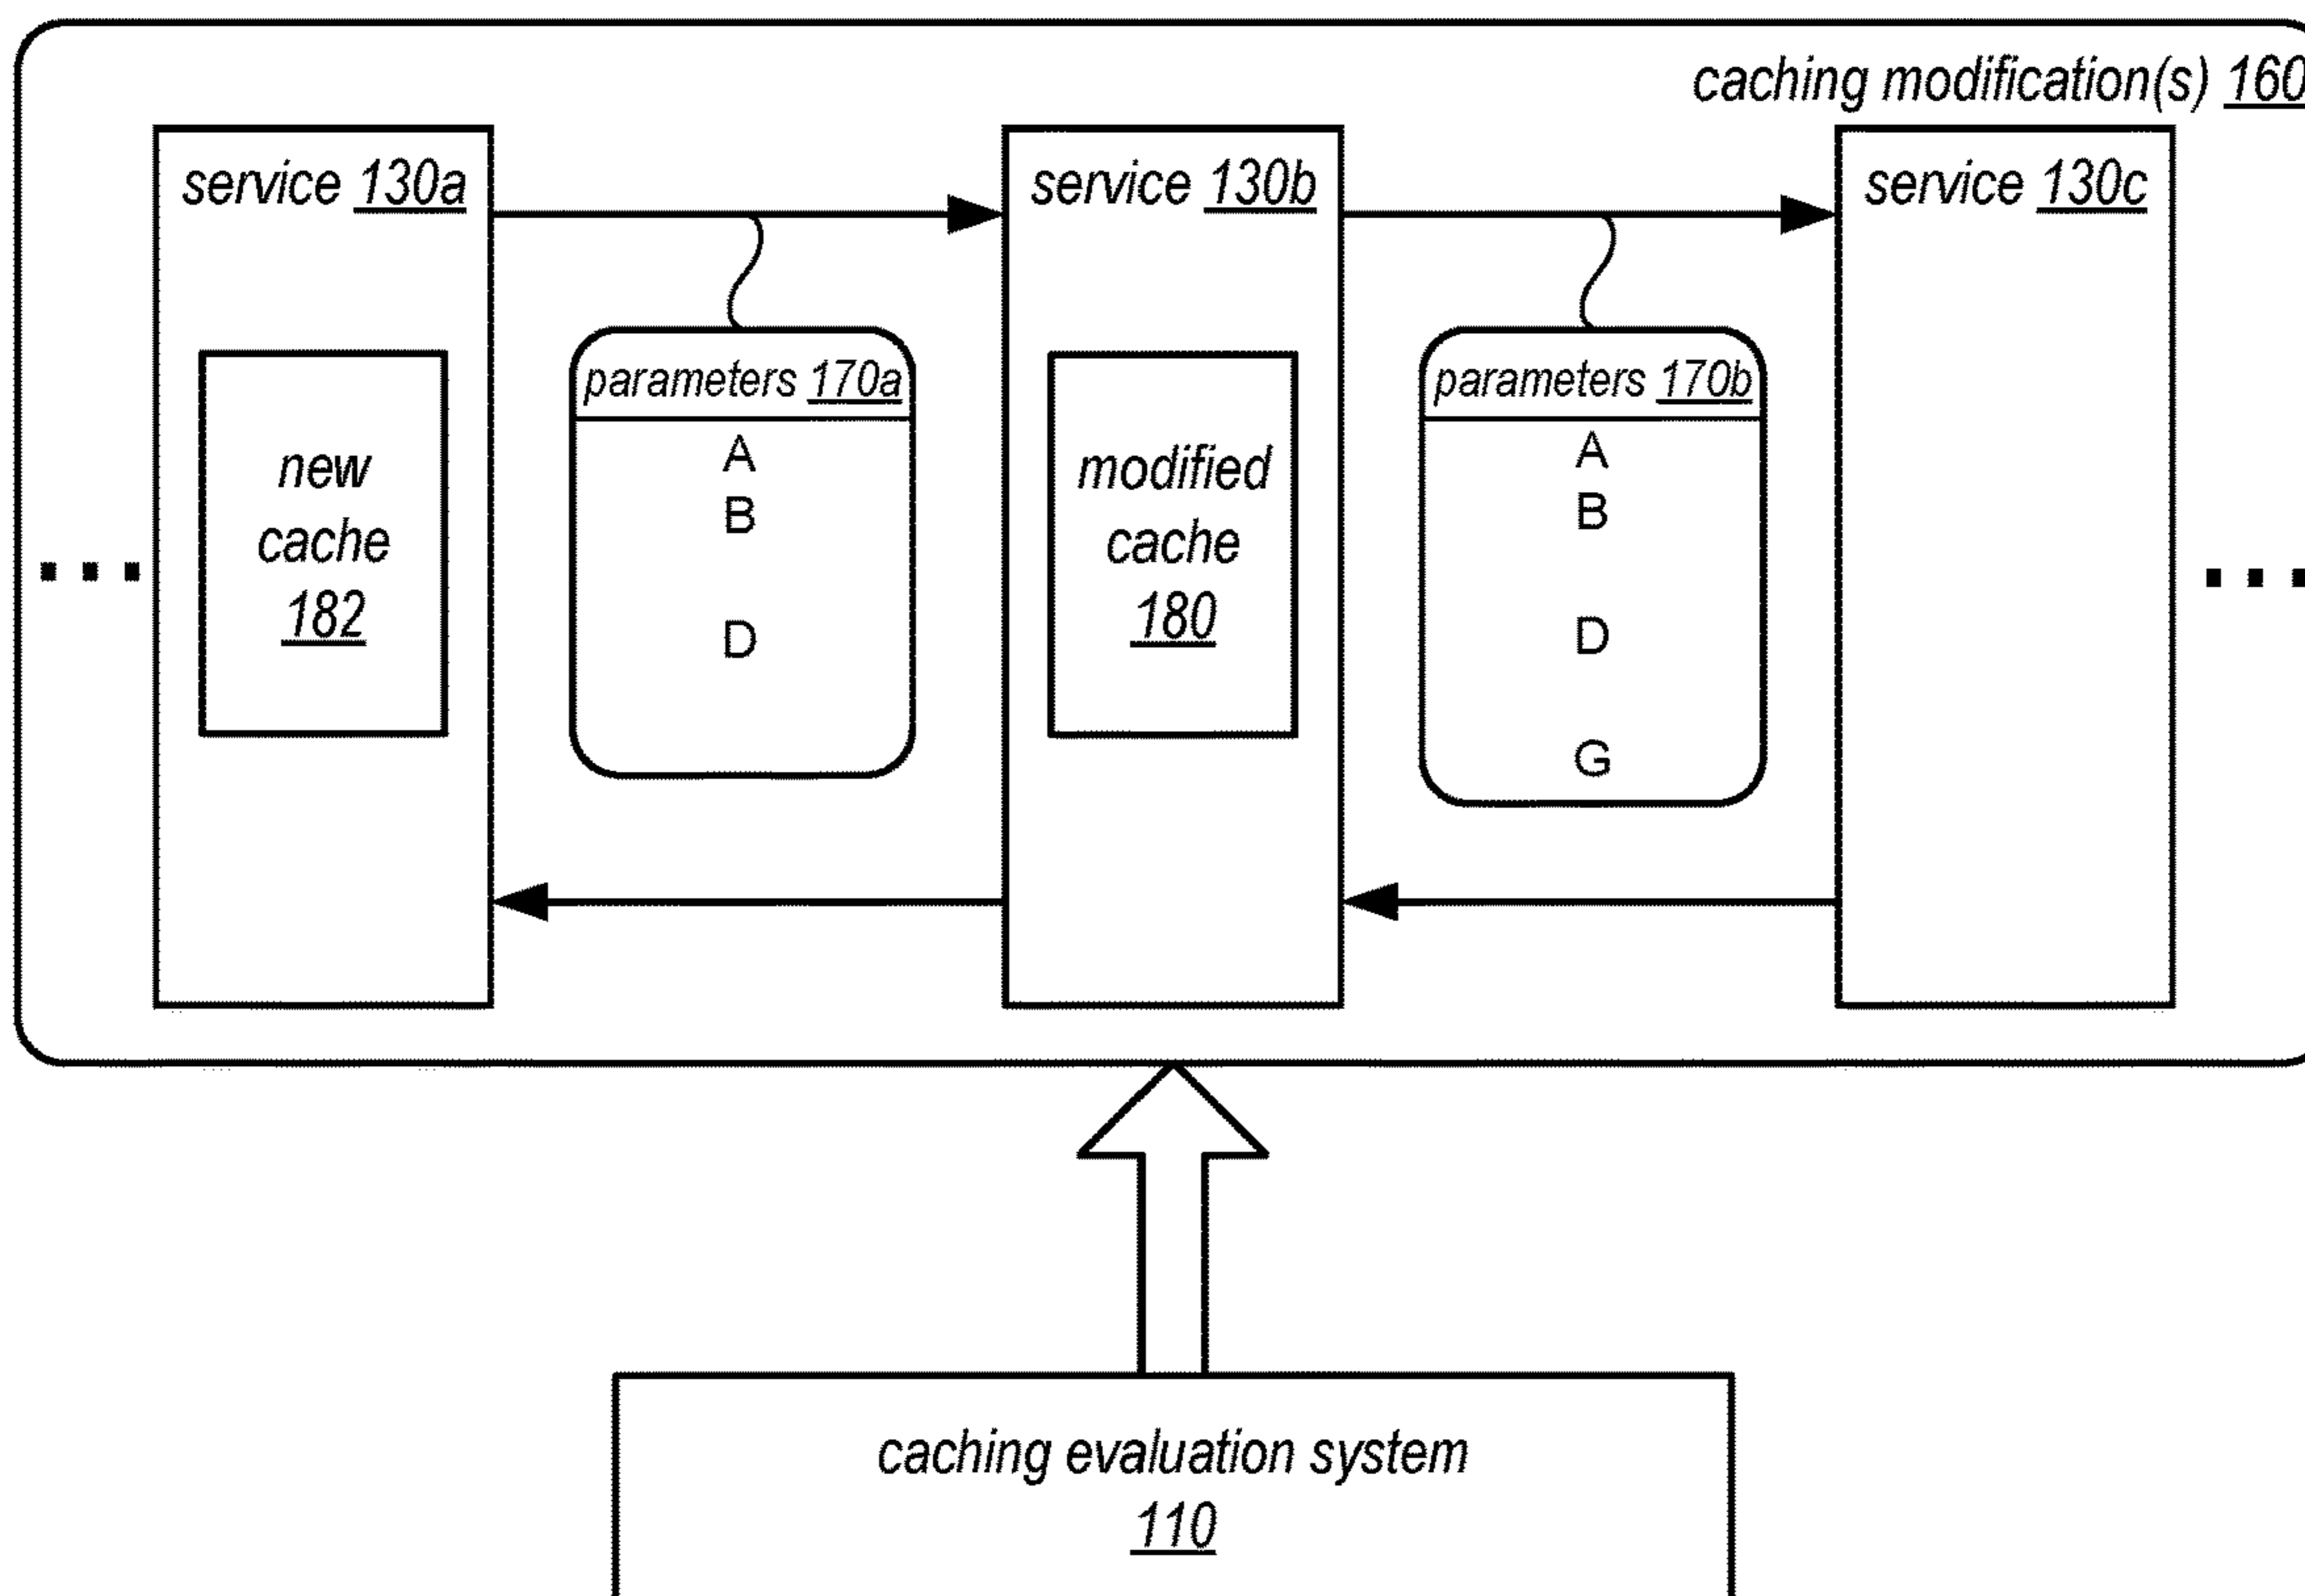 caching modification(s) 160
service 130a
service 130b
service 130c
parameters 170a
parameters 170b
new
cache
182
A
B
D
modified
cache
180
A
B
D
G
caching evaluation system
110